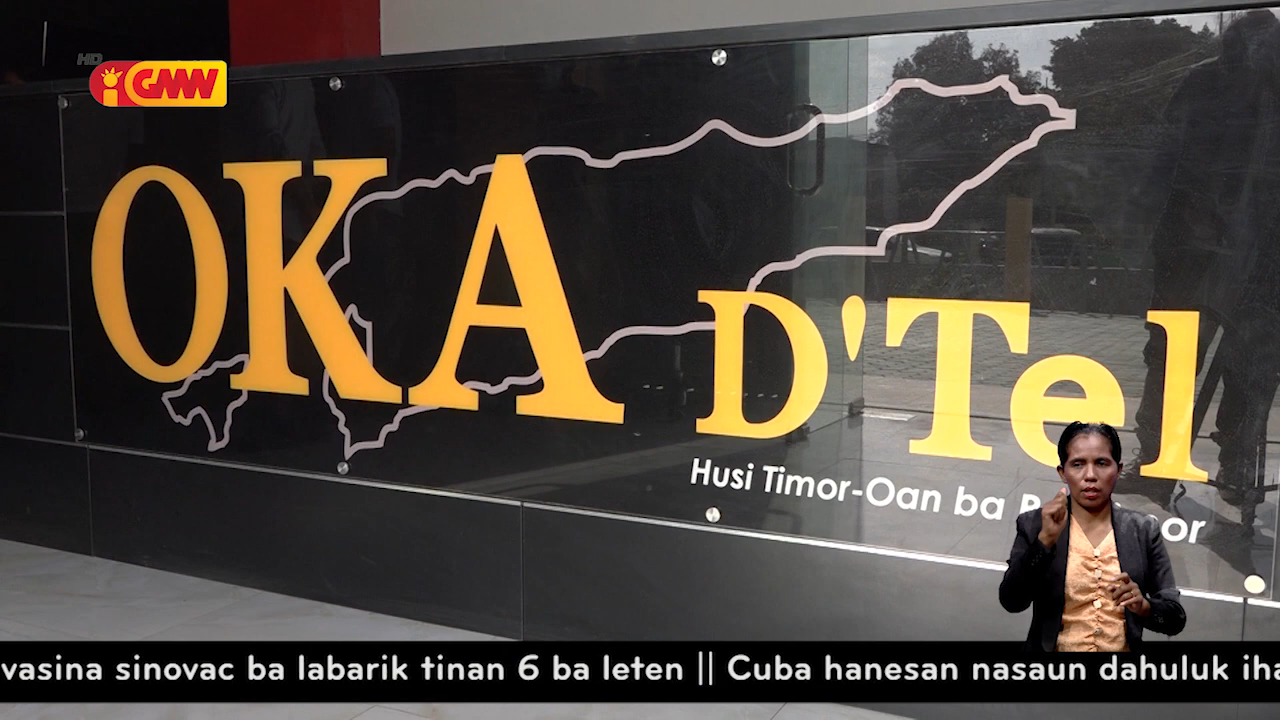 HD
GMN
OKA D'Tel
Husi Timor-Oan ba
vasina sinovac ba labarik tinan 6 ba leten || Cuba hanesan nasaun dahuluk iha